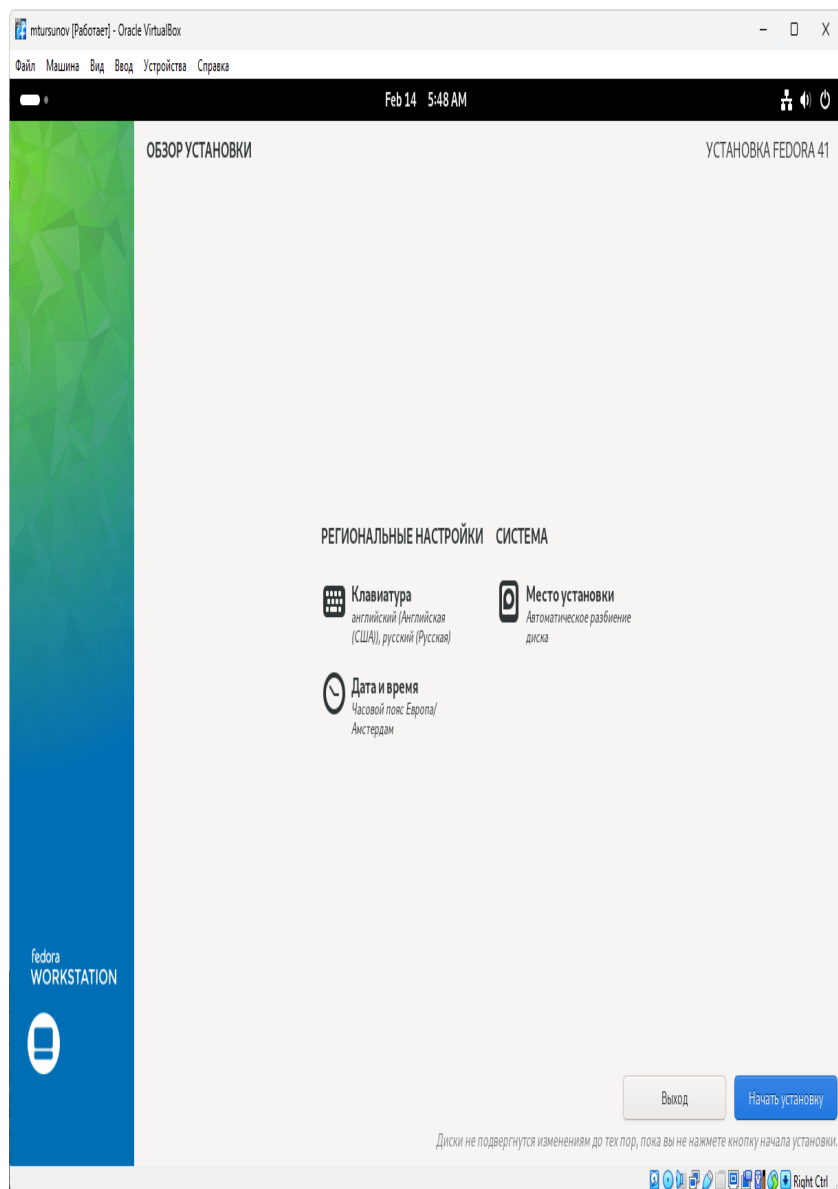 mtursunov [Работает] - Oracle VirtualBox
Файл Машина Вид Ввод Устройства Справка
Feb 14 5:48 AM
ОБЗОР УСТАНОВКИ
УСТАНОВКА FEDORA 41
РЕГИОНАЛЬНЫЕ НАСТРОЙКИ
Клавиатура
английский (Английская
(США)), русский (Русская)
Дата и время
Часовой пояс Европа/
Амстердам
СИСТЕМА
Место установки
Автоматическое разбиение
диска
fedora
WORKSTATION
Выход
Начать установку
Диски не подвергнутся изменениям до тех пор, пока вы не нажмете кнопку начала установки.
Right Ctrl